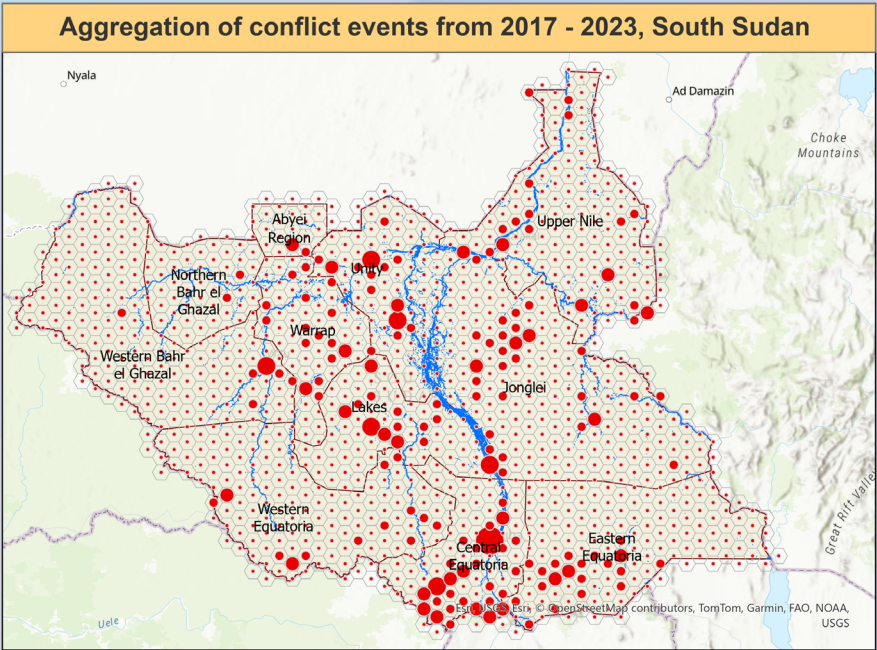 Aggregation of conflict events from 2017 - 2023, South Sudan
Nyala
Ad Damazin
Choke
Mountains
Abyei
Region
Upper Nile
Unity
Northern
Bahr el
Ghazal
Warrap
Western Bahr
el Ghazal
Jonglei
Lakes
Great Rift Valley
Western
Equatoria
Central
Equatoria
Eastern
Equatoria
Esri, USGS, Esri, © OpenStreetMap contributors, TomTom, Garmin, FAO, NOAA,
USGS
Uele